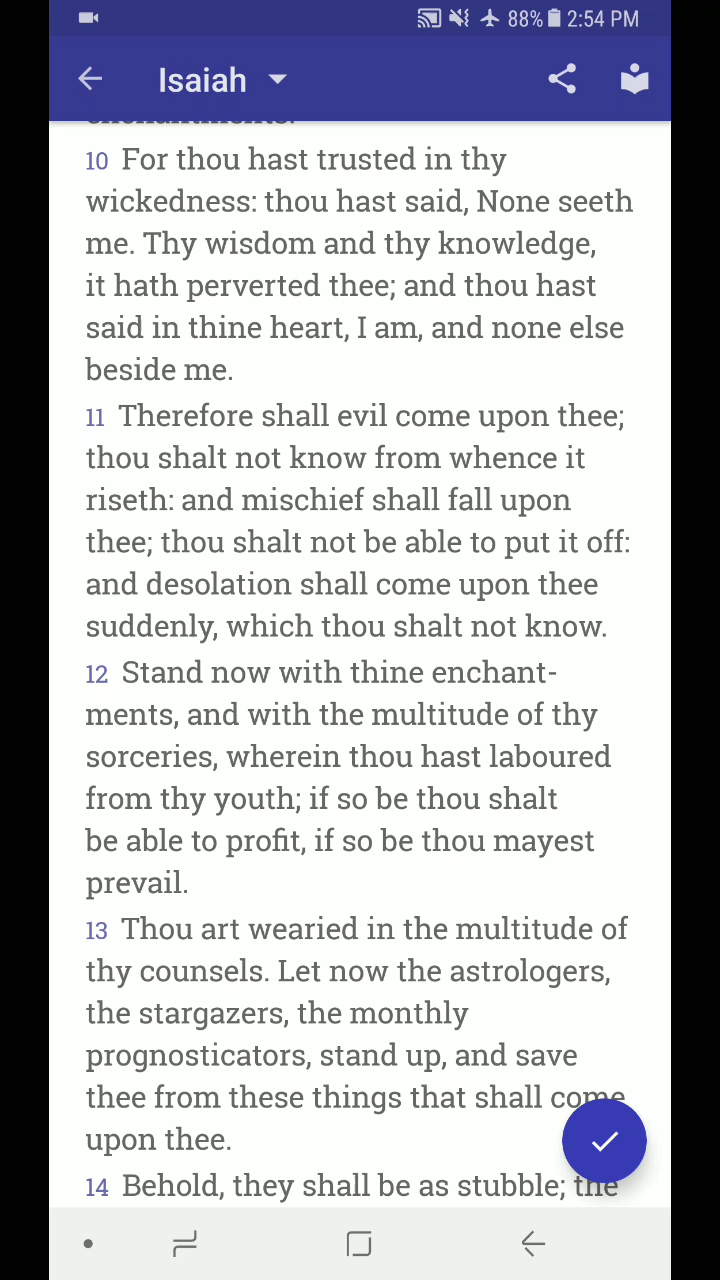 88% 2:54 PM
Isaiah
10 For thou hast trusted in thy
wickedness: thou hast said, None seeth
me. Thy wisdom and thy knowledge,
it hath perverted thee; and thou hast
said in thine heart, I am, and none else
beside me.
11 Therefore shall evil come upon thee;
thou shalt not know from whence it
riseth: and mischief shall fall upon
thee; thou shalt not be able to put it off:
and desolation shall come upon thee
suddenly, which thou shalt not know.
12 Stand now with thine enchant-
ments, and with the multitude of thy
sorceries, wherein thou hast laboured
from thy youth; if so be thou shalt
be able to profit, if so be thou mayest
prevail.
13 Thou art wearied in the multitude of
thy counsels. Let now the astrologers,
the stargazers, the monthly
prognosticators, stand up, and save
thee from these things that shall come
upon thee.
14 Behold, they shall be as stubble; the